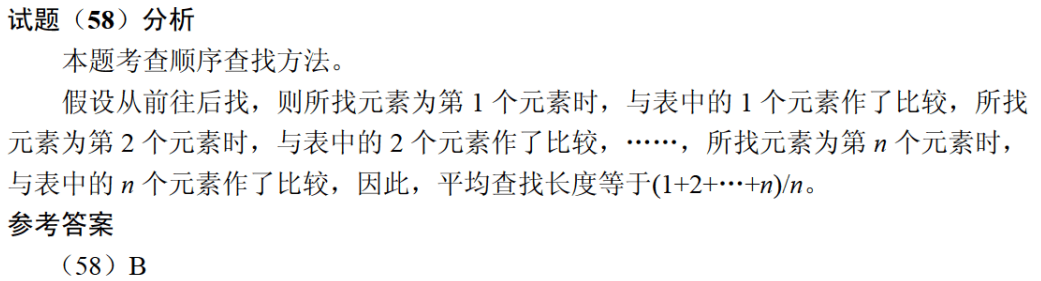 试题（58）分析
本题考查顺序查找方法。
假设从前往后找，则所找元素为第 1 个元素时，与表中的 1 个元素作了比较，所找
元素为第 2 个元素时，与表中的 2 个元素作了比较，……，所找元素为第 n 个元素时，
与表中的 n 个元素作了比较，因此，平均查找长度等于(1+2+…+n)/n。
参考答案
（58）B